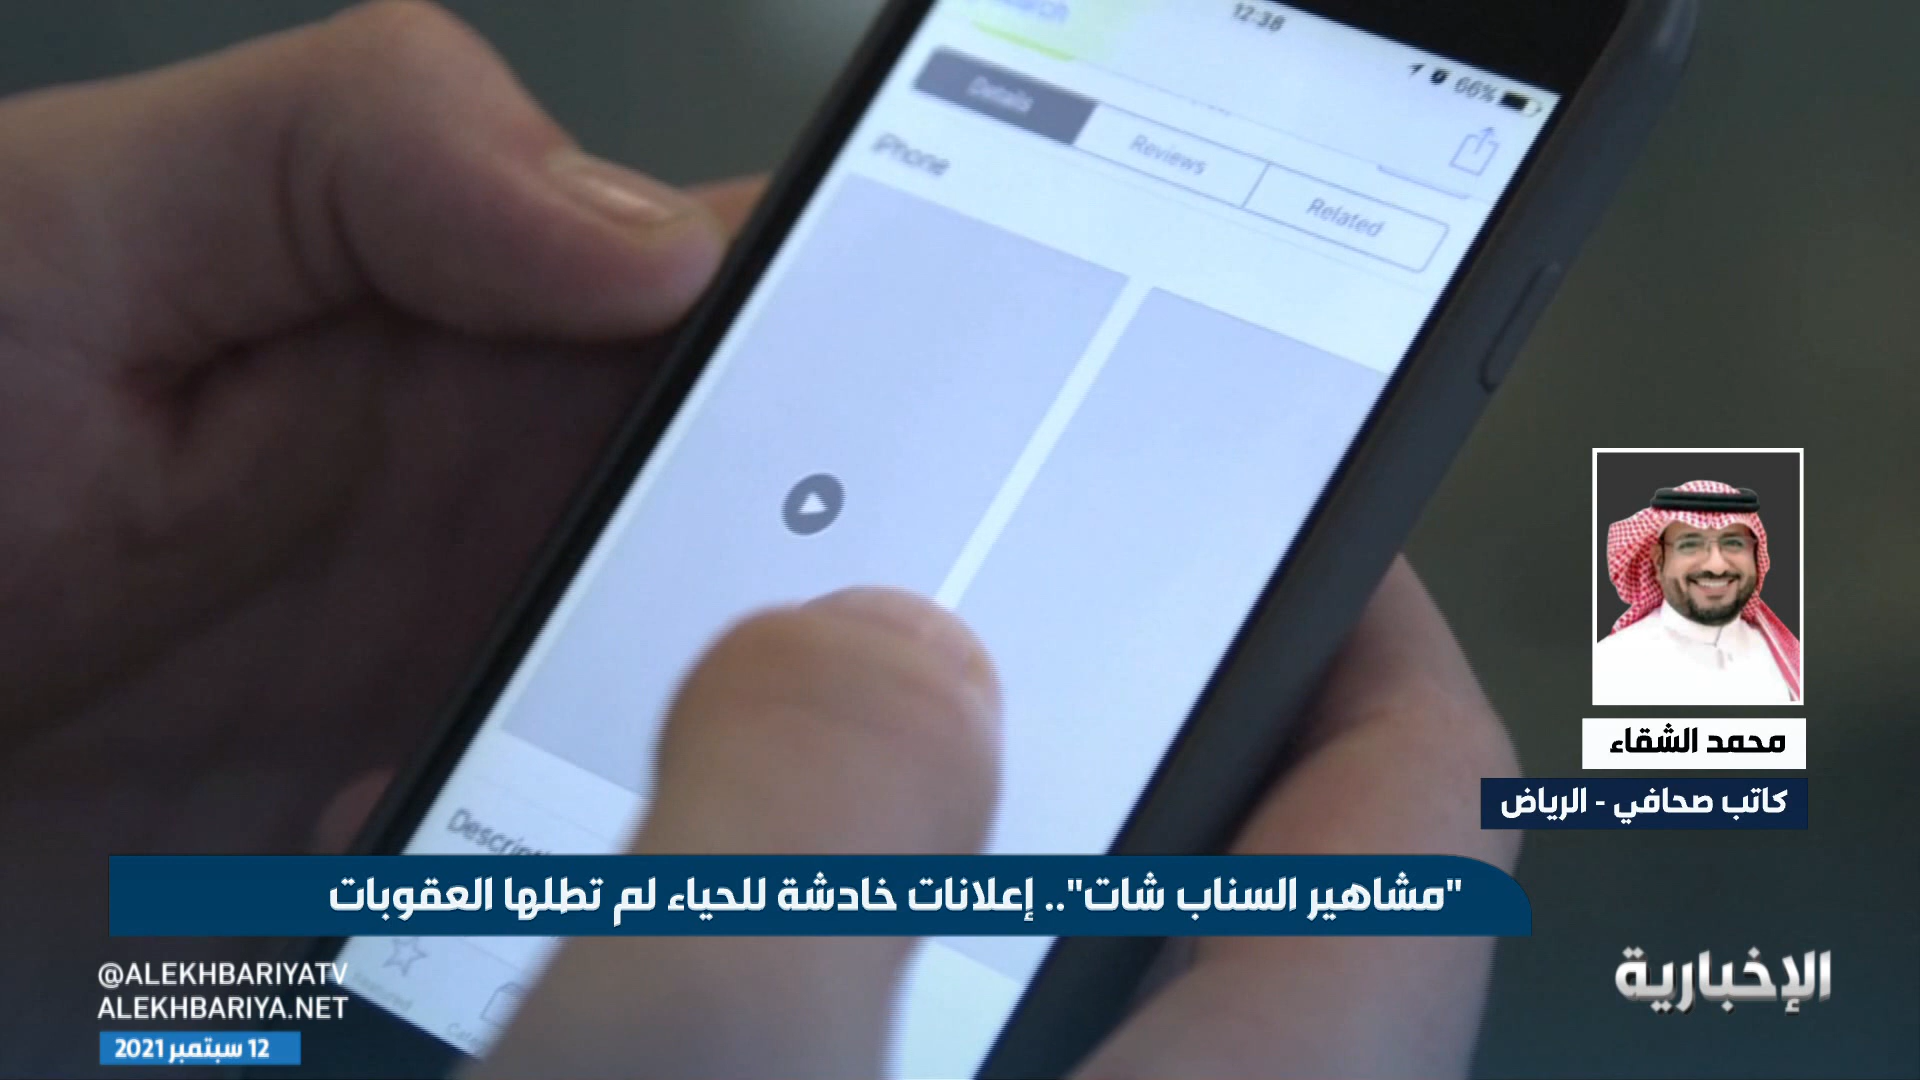 12:38
66%
Details
Reviews
Related
iPhone
محمد الشقاء
كاتب صحافي - الرياض
"مشاهير السناب شات".. إعلانات خادشة للحياء لم تطلها العقوبات
@ALEKHBARIYATV
ALEKHBARIYA.NET
12 سبتمبر 2021
الإخبارية